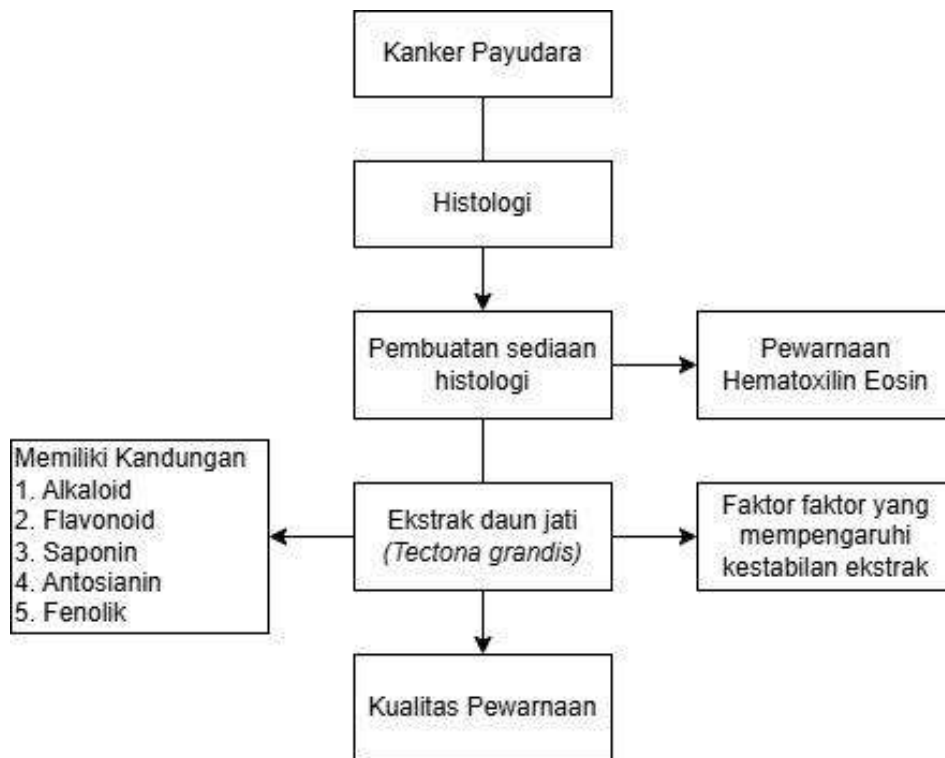 Kanker Payudara
Histologi
Pembuatan sediaan
histologi
Pewarnaan
Hematoxilin Eosin
Memiliki Kandungan
1. Alkaloid
2. Flavonoid
3. Saponin
4. Antosianin
5. Fenolik
Ekstrak daun jati
(Tectona grandis)
Faktor faktor yang
mempengaruhi
kestabilan ekstrak
Kualitas Pewarnaan